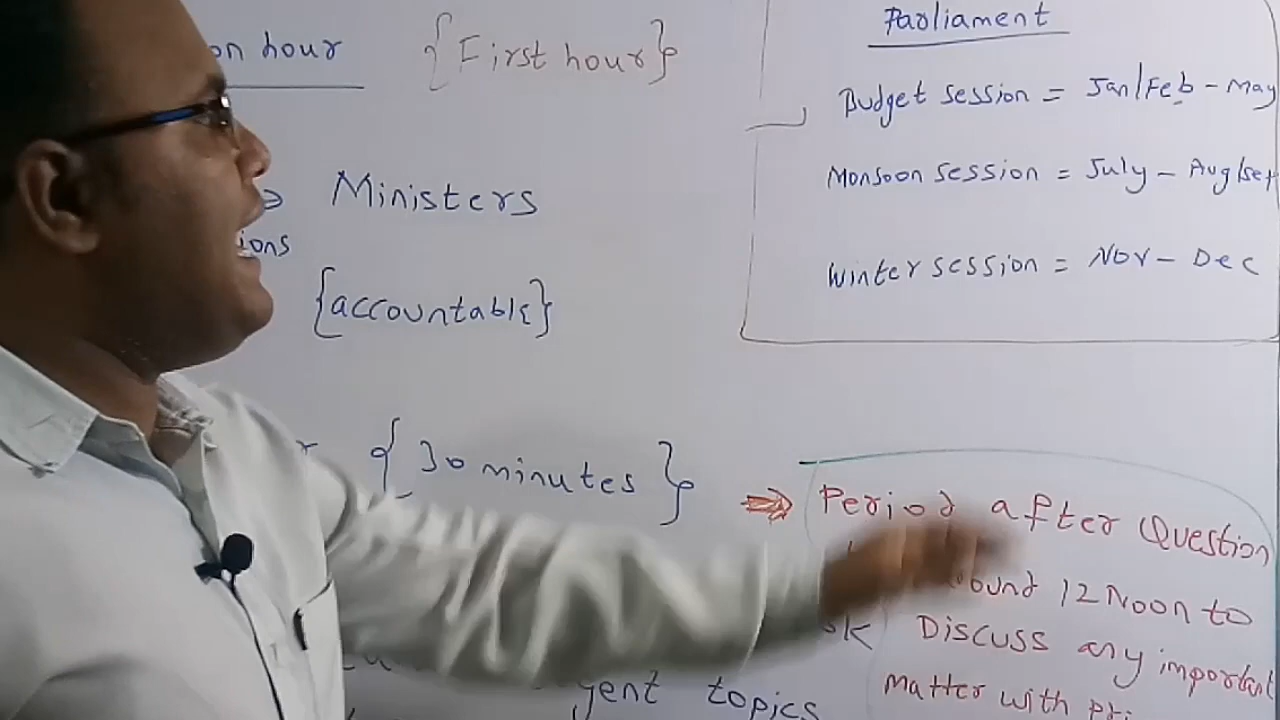 on hour {First hour}
⇒ Ministers
ions
{accountable}
{30 minutes}
gent topics
Parliament
Budget session = Jan/Feb - May
Monsoon session = July - Aug/Sep
Winter session = Nov - Dec
⇒ Period after Question
ound 12 Noon to
Discuss any important
matter with